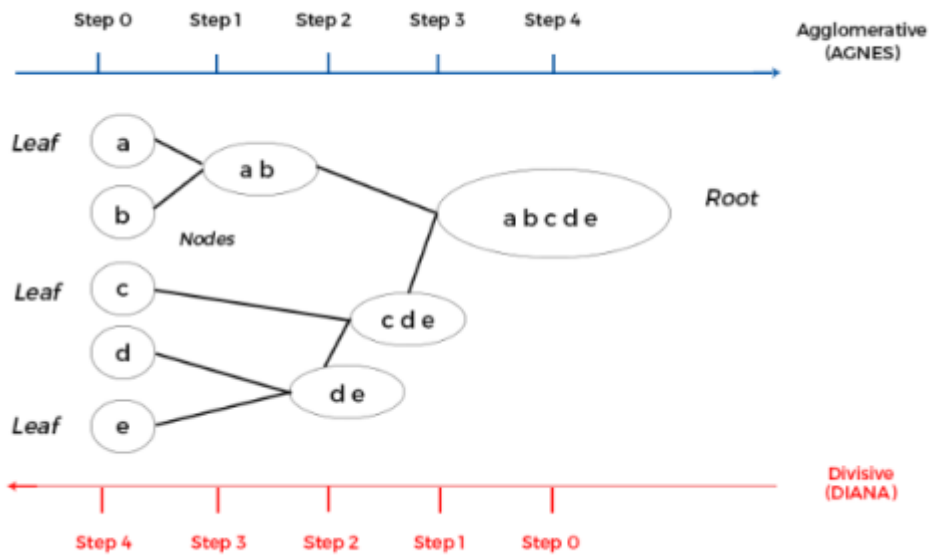 Step 0 Step 1 Step 2 Step 3 Step 4
Agglomerative
(AGNES)
Leaf a
a b
b
a b c d e
Root
Nodes
Leaf c
c d e
d
d e
Leaf e
Divisive
(DIANA)
Step 4 Step 3 Step 2 Step 1 Step 0